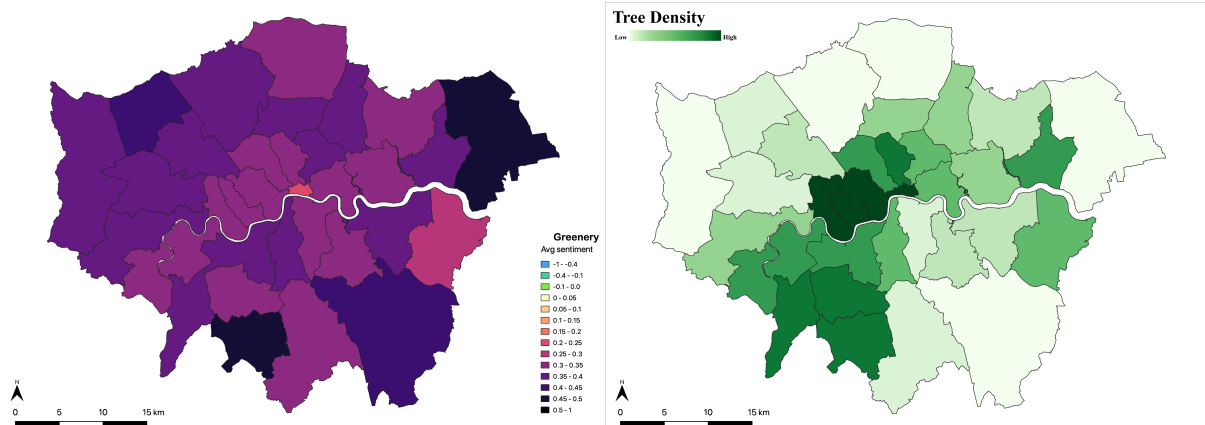 Tree Density
Low High
Greenery
Avg sentiment
-1 - -0.4
-0.4 - -0.1
-0.1 - 0.0
0 - 0.05
0.05 - 0.1
0.1 - 0.15
0.15 - 0.2
0.2 - 0.25
0.25 - 0.3
0.3 - 0.35
0.35 - 0.4
0.4 - 0.45
0.45 - 0.5
0.5 - 1
N
0 5 10 15 km
N
0 5 10 15 km